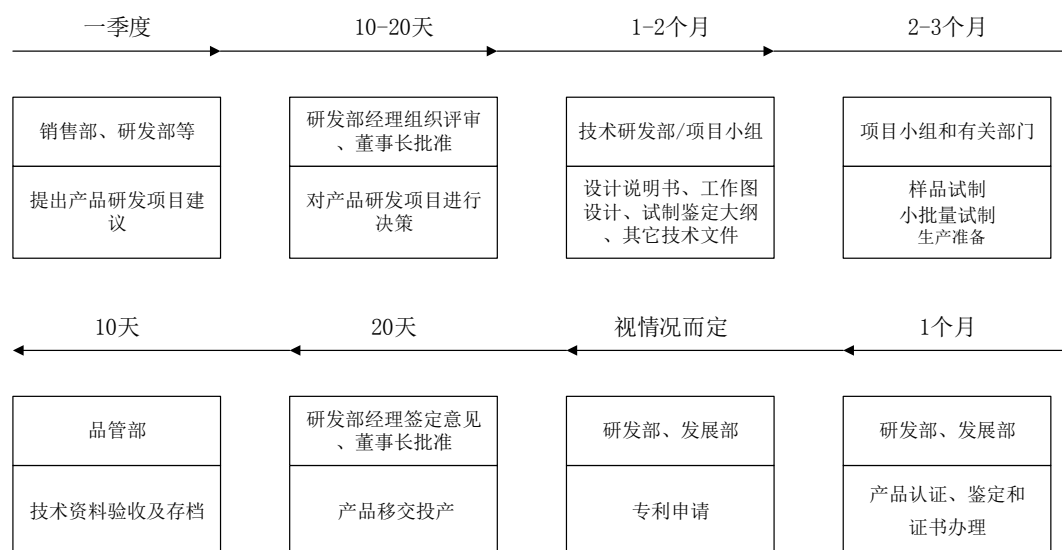 一季度
10-20天
1-2个月
2-3个月
销售部、研发部等
研发部经理组织评审
、董事长批准
技术研发部/项目小组
项目小组和有关部门
提出产品研发项目建
议
对产品研发项目进行
决策
设计说明书、工作图
设计、试制鉴定大纲
、其它技术文件
样品试制
小批量试制
生产准备
10天
20天
视情况而定
1个月
品管部
研发部经理签定意见
、董事长批准
研发部、发展部
研发部、发展部
技术资料验收及存档
产品移交投产
专利申请
产品认证、鉴定和
证书办理